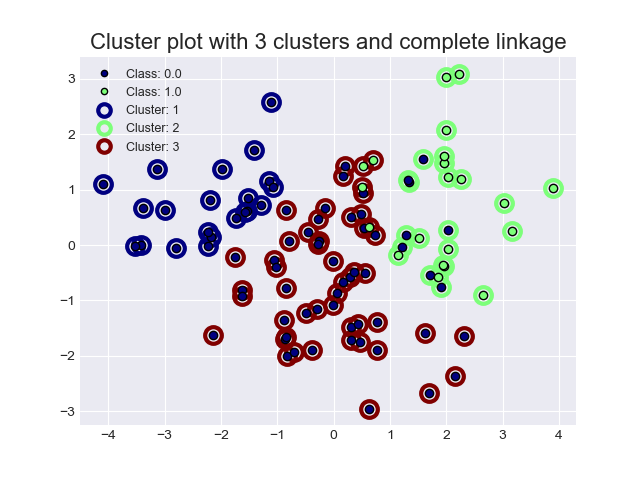 Cluster plot with 3 clusters and complete linkage
Class: 0.0
Class: 1.0
Cluster: 1
Cluster: 2
Cluster: 3
3
2
1
0
−1
−2
−3
−4 −3 −2 −1 0 1 2 3 4